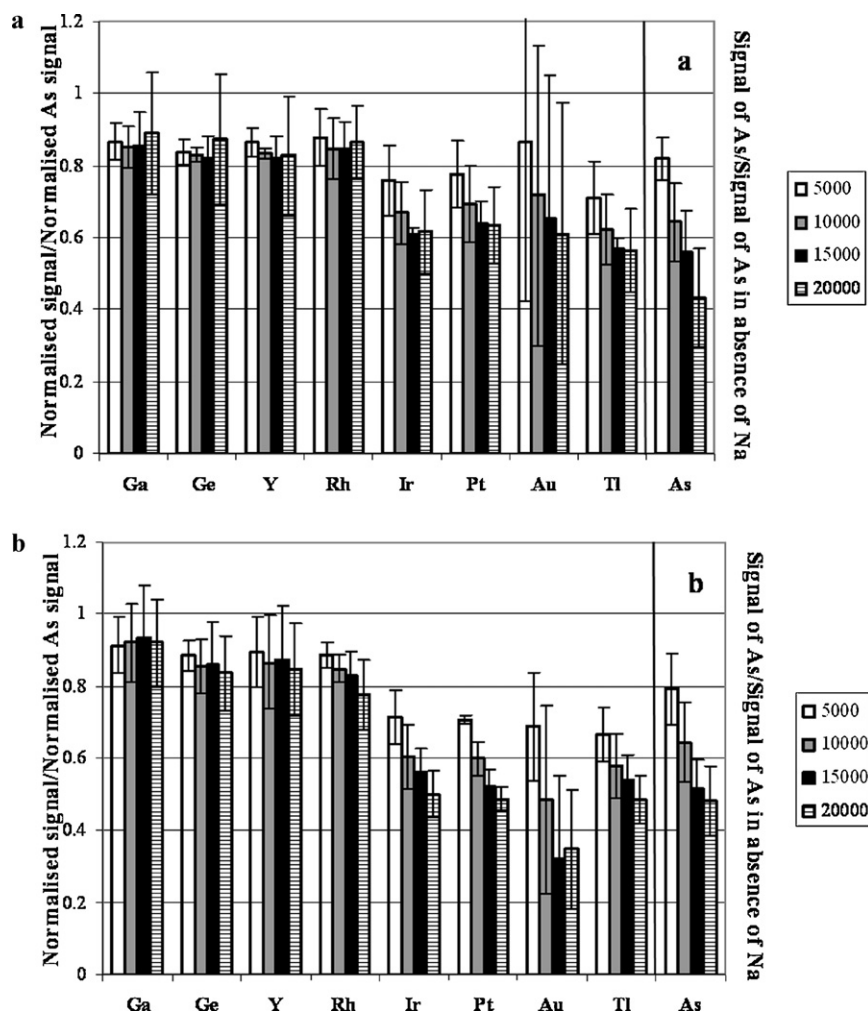 a
Normalised signal/Normalised As signal
1.2
1
0.8
0.6
0.4
0.2
0
a
Signal of As/Signal of As in absence of Na
5000
10000
15000
20000
Ga Ge Y Rh Ir Pt Au Tl As
b
Normalised signal/Normalised As signal
1.2
1
0.8
0.6
0.4
0.2
0
b
Signal of As/Signal of As in absence of Na
5000
10000
15000
20000
Ga Ge Y Rh Ir Pt Au Tl As